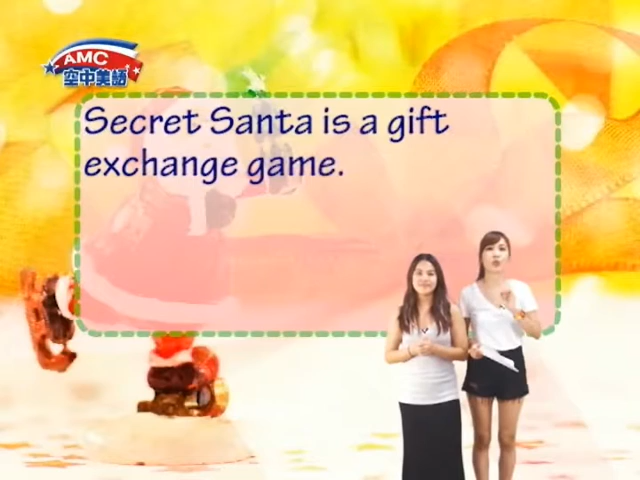 AMC
空中美語
Secret Santa is a gift
exchange game.